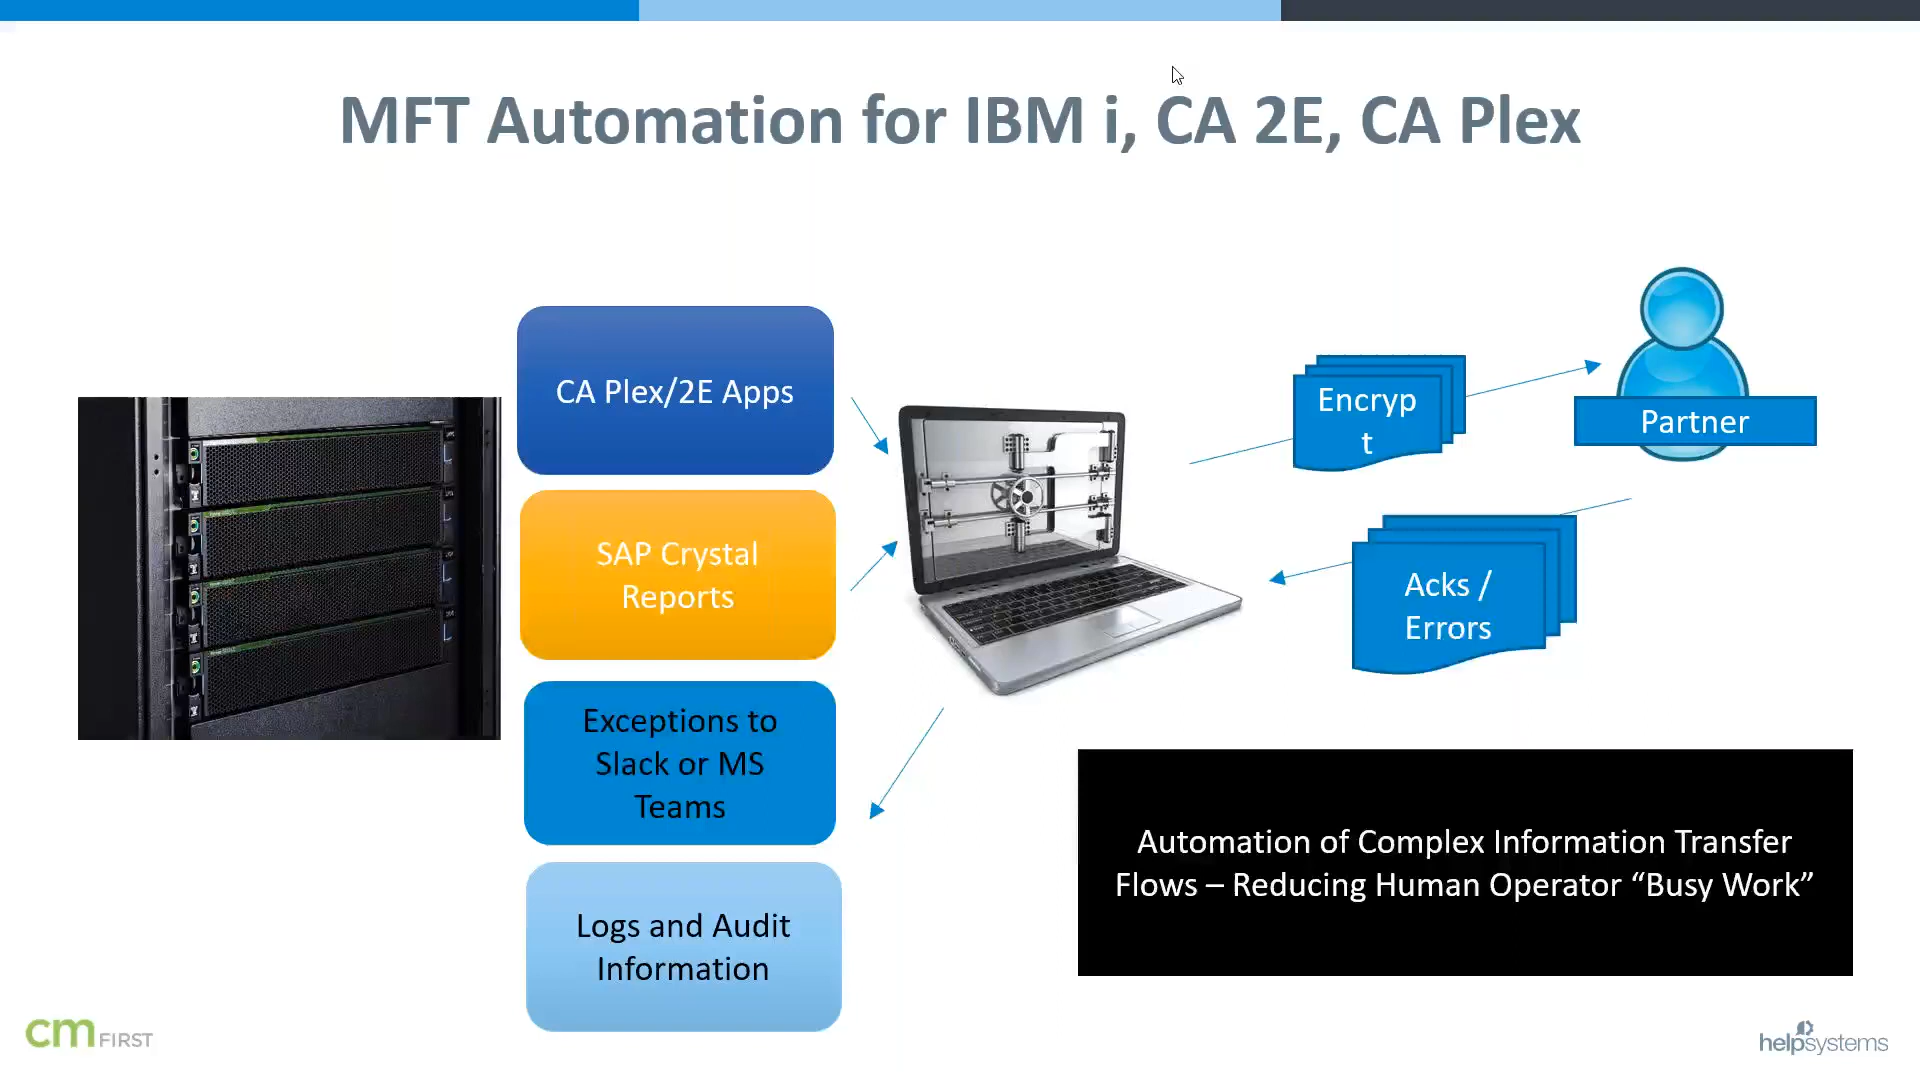 MFT Automation for IBM i, CA 2E, CA Plex
CA Plex/2E Apps
SAP Crystal
Reports
Exceptions to
Slack or MS
Teams
Logs and Audit
Information
Encryp
t
Partner
Acks /
Errors
Automation of Complex Information Transfer
Flows – Reducing Human Operator “Busy Work”
cm FIRST
helpsystems